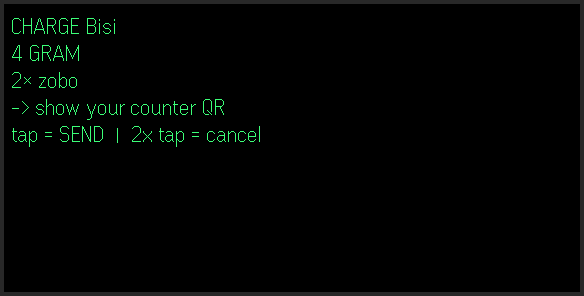 CHARGE Bisi
4 GRAM
2× zobo
-> show your counter QR
tap = SEND | 2x tap = cancel